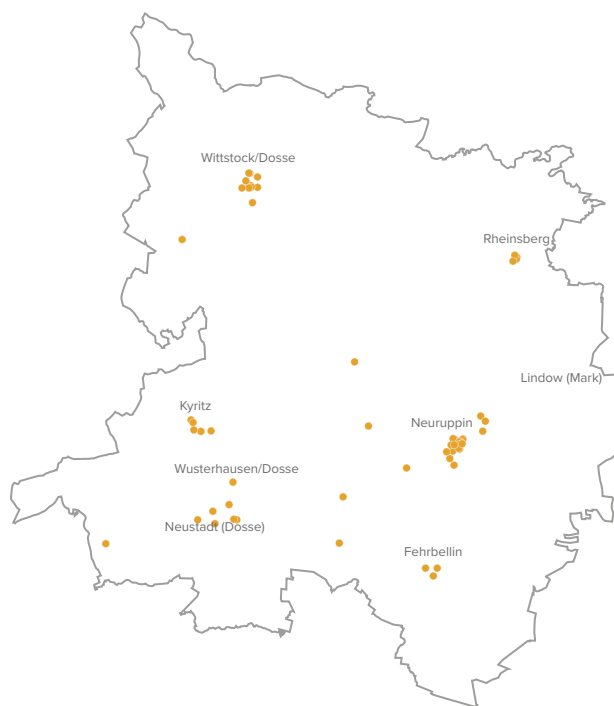 Wittstock/Dosse
Rheinsberg
Lindow (Mark)
Kyritz
Neuruppin
Wusterhausen/Dosse
Neustadt (Dosse)
Fehrbellin